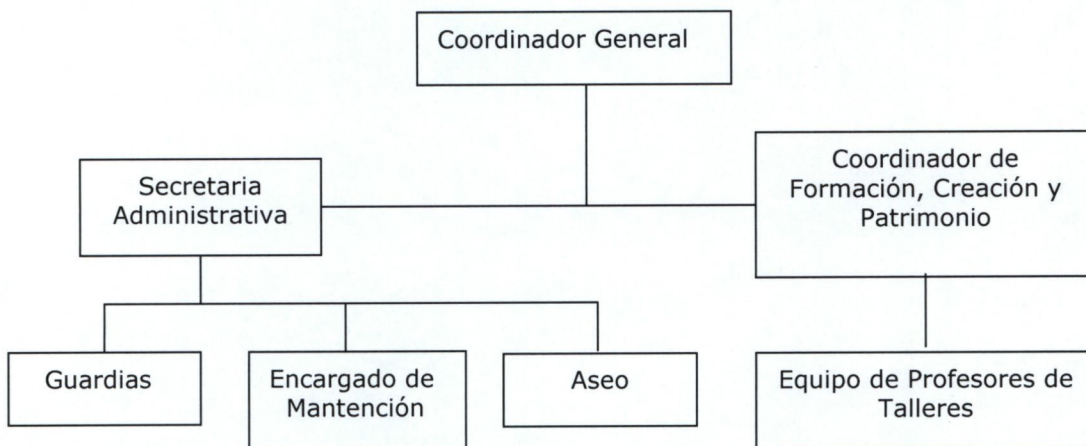 Coordinador General
Secretaria
Administrativa
Coordinador de
Formación, Creación y
Patrimonio
Guardias
Encargado de
Mantención
Aseo
Equipo de Profesores de
Talleres